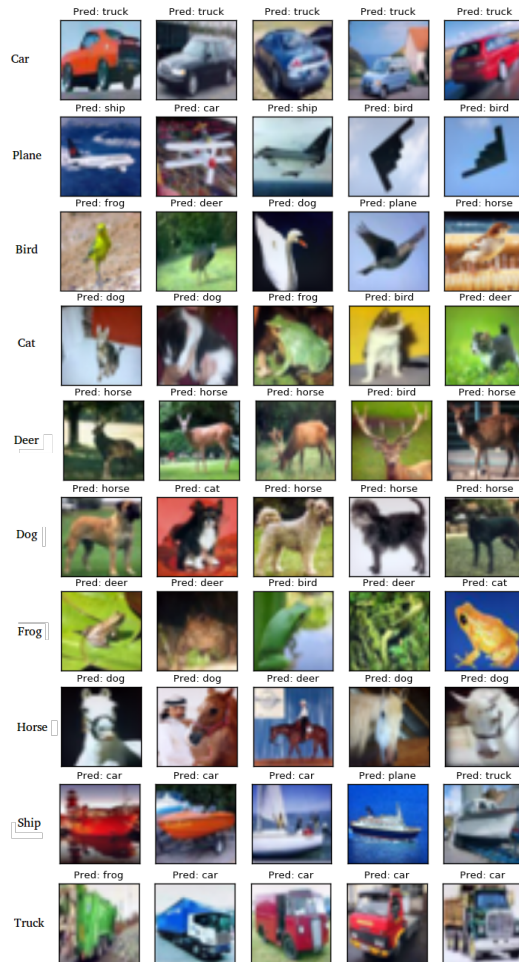 Pred: truck Pred: truck Pred: truck Pred: truck Pred: truck
Car
Pred: ship Pred: car Pred: ship Pred: bird Pred: bird
Plane
Pred: frog Pred: deer Pred: dog Pred: plane Pred: horse
Bird
Pred: dog Pred: dog Pred: frog Pred: bird Pred: deer
Cat
Pred: horse Pred: horse Pred: horse Pred: bird Pred: horse
Deer
Pred: horse Pred: cat Pred: horse Pred: horse Pred: horse
Dog
Pred: deer Pred: deer Pred: bird Pred: deer Pred: cat
Frog
Pred: dog Pred: dog Pred: deer Pred: dog Pred: dog
Horse
Pred: car Pred: car Pred: car Pred: plane Pred: truck
Ship
Pred: frog Pred: car Pred: car Pred: car Pred: car
Truck